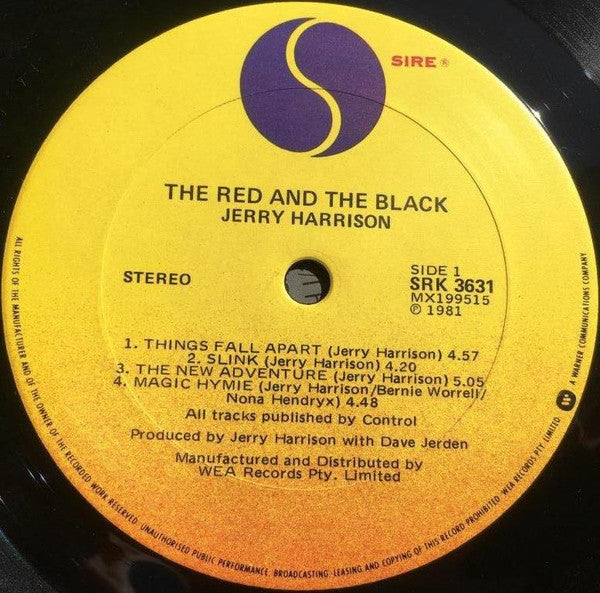 SIRE ®
THE RED AND THE BLACK
JERRY HARRISON
STEREO
SIDE 1
SRK 3631
MX199515
℗ 1981
1. THINGS FALL APART (Jerry Harrison) 4.57
2. SLINK (Jerry Harrison) 4.20
3. THE NEW ADVENTURE (Jerry Harrison) 5.05
4. MAGIC HYMIE (Jerry Harrison/Bernie Worrell/
Nona Hendryx) 4.48
All tracks published by Control
Produced by Jerry Harrison with Dave Jerden
Manufactured and Distributed by
WEA Records Pty. Limited
ALL RIGHTS OF THE MANUFACTURER AND OF THE OWNER OF THE RECORDED WORK RESERVED. UNAUTHORISED PUBLIC PERFORMANCE, BROADCASTING, LEASING AND COPYING OF THIS RECORD PROHIBITED. WEA RECORDS PTY. LIMITED
A WARNER COMMUNICATIONS COMPANY